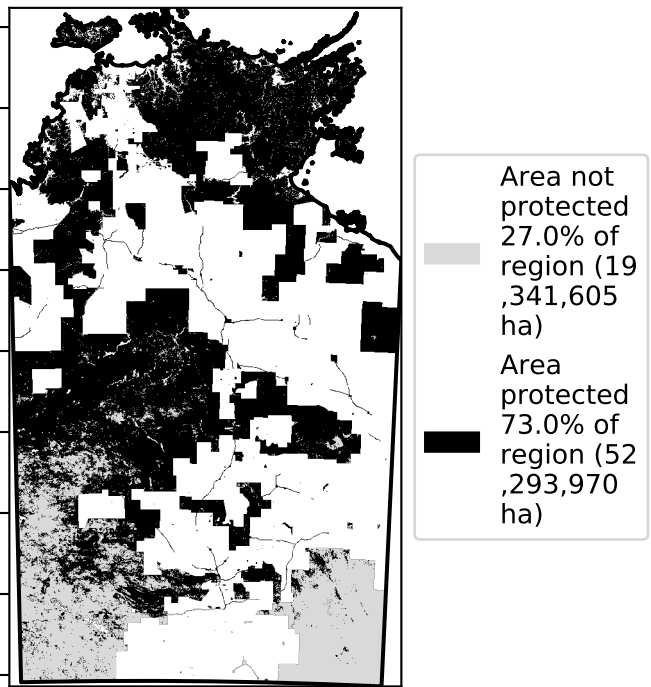 Area not
protected
27.0% of
region (19
,341,605
ha)
Area
protected
73.0% of
region (52
,293,970
ha)